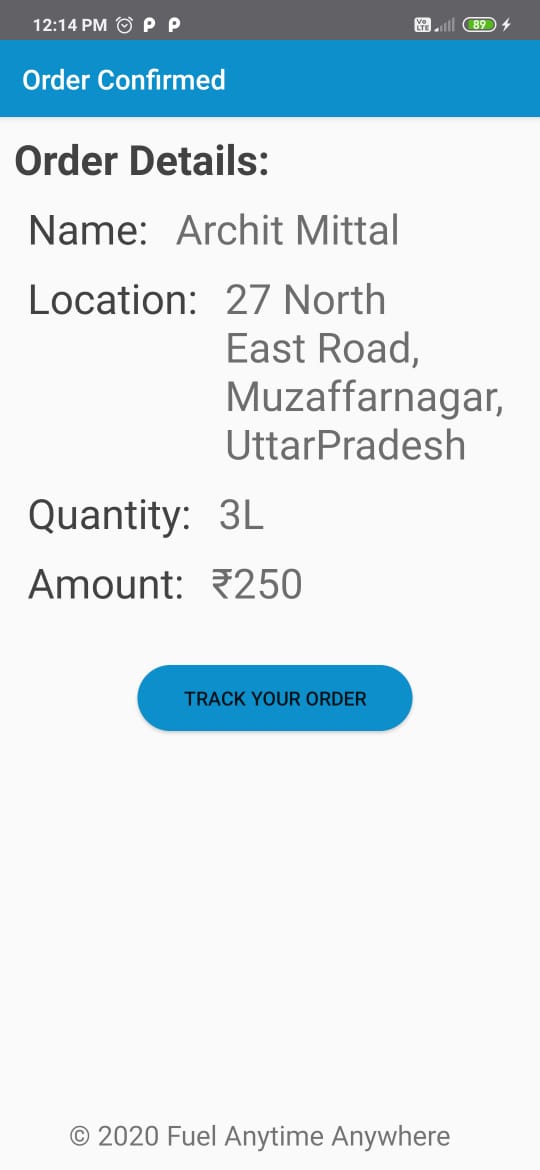 12:14 PM P P Vo LTE 89
Order Confirmed
Order Details:
Name: Archit Mittal
Location: 27 North
East Road,
Muzaffarnagar,
UttarPradesh
Quantity: 3L
Amount: ₹250
TRACK YOUR ORDER
© 2020 Fuel Anytime Anywhere